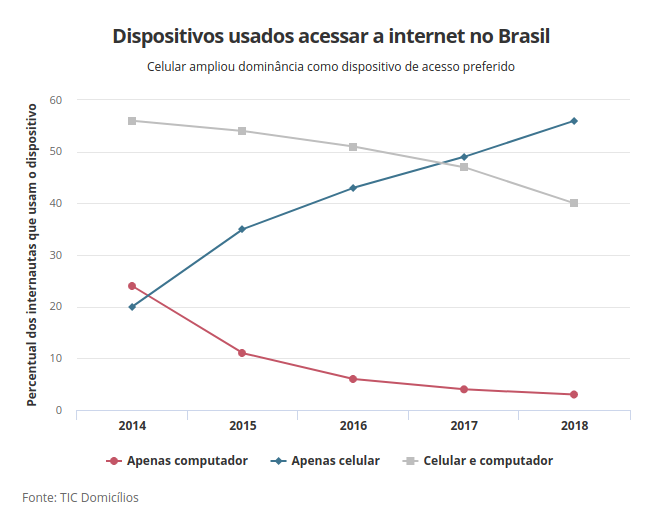 Dispositivos usados acessar a internet no Brasil
Celular ampliou dominância como dispositivo de acesso preferido
Percentual dos internautas que usam o dispositivo
60
50
40
30
20
10
0
2014 2015 2016 2017 2018
Apenas computador Apenas celular Celular e computador
Fonte: TIC Domicílios